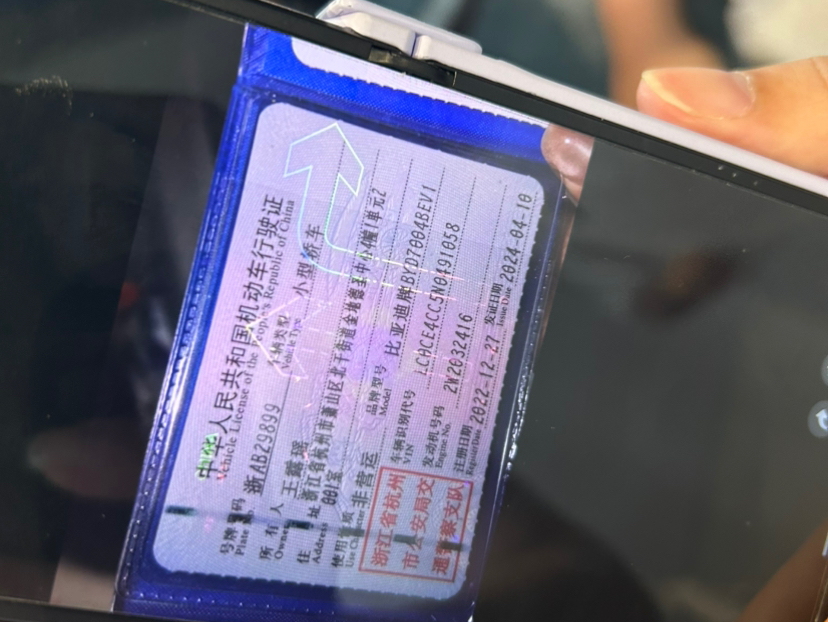 中华人民共和国机动车行驶证
Vehicle License of the People's Republic of China
号牌号码 浙AB29899 车辆类型 小型轿车
Plate No. Vehicle Type
所有人 王露瑶
Owner
住址 浙江省杭州市萧山区北干街道金地
Address 中心4幢1单元2
001室
使用性质 非营运 品牌型号 比亚迪牌BYD7004BEV1
Use Character Model
浙江省杭州
市公安局交
通警察支队
车辆识别代号 LC0CE4CC5N0491058
VIN
发动机号码 2W2032416
Engine No.
注册日期 2022-12-27 发证日期 2024-04-10
Register Date Issue Date